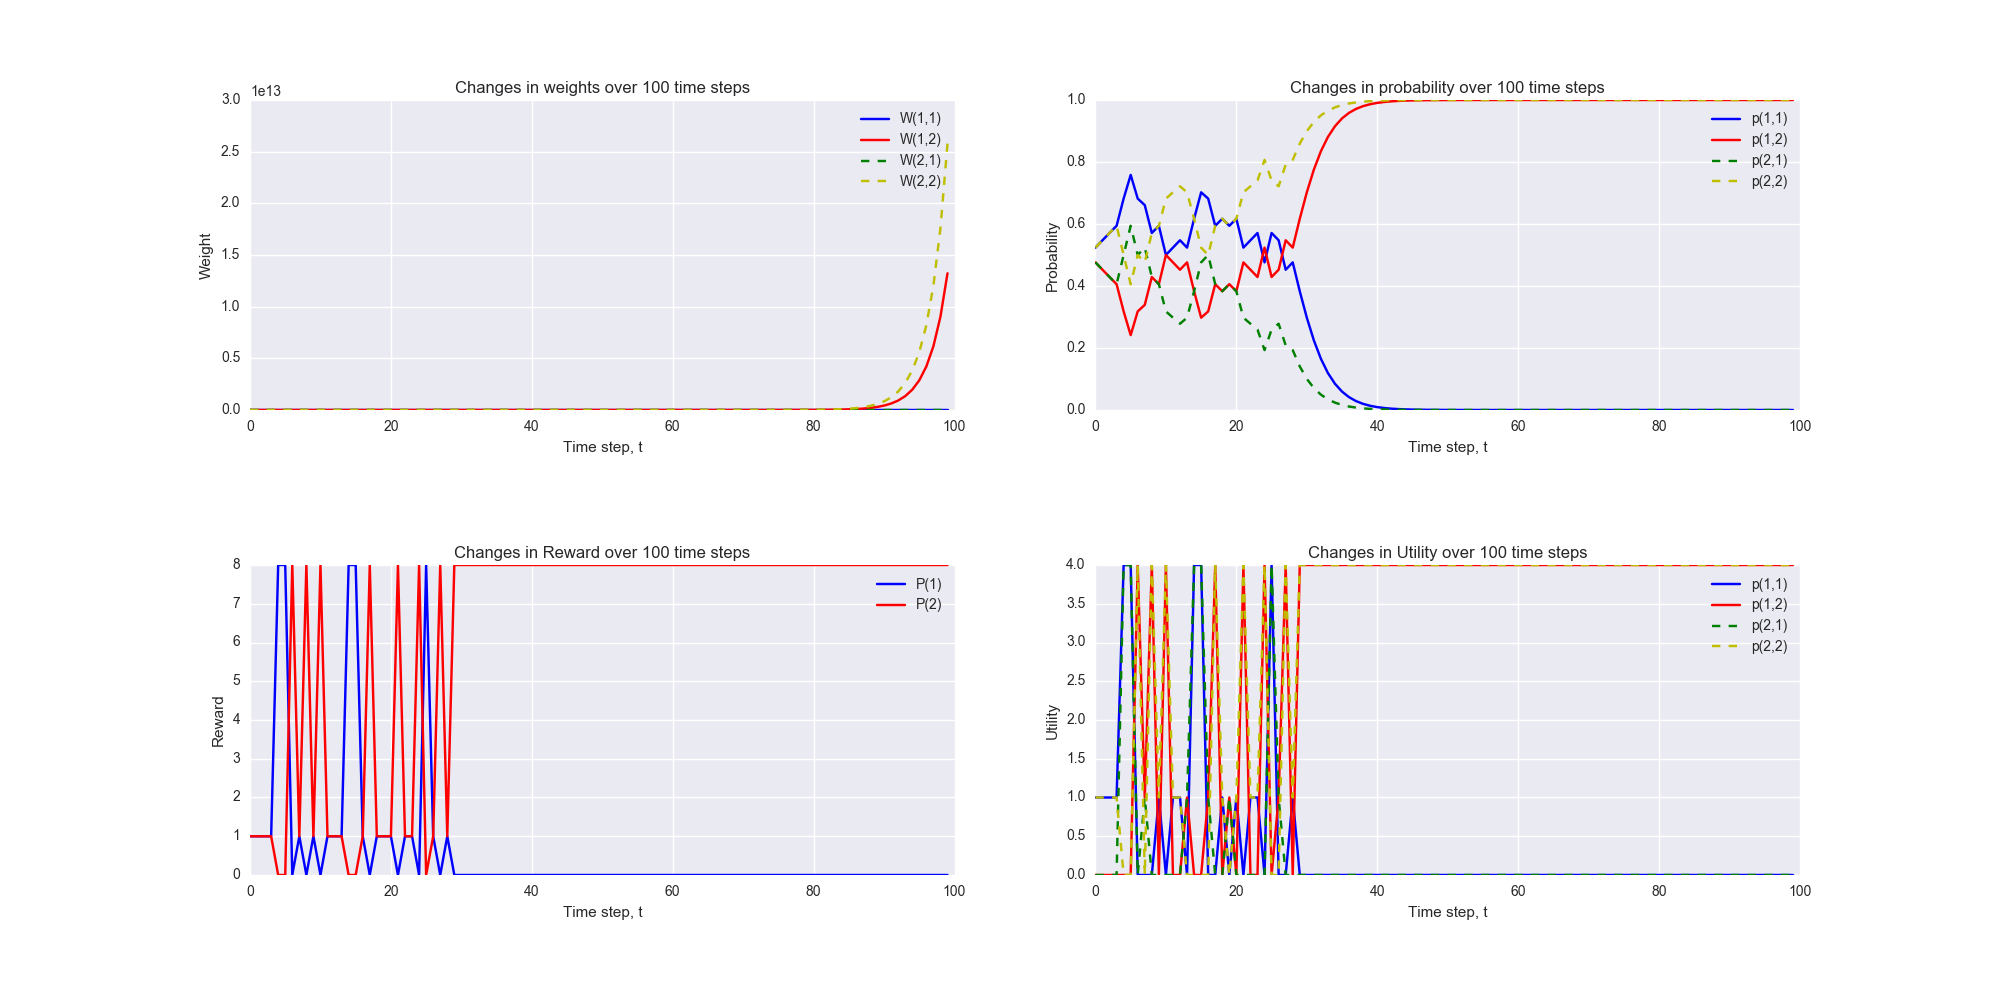 Changes in weights over 100 time steps
1e13
3.0
2.5
2.0
1.5
1.0
0.5
0.0
Weight
W(1,1)
W(1,2)
W(2,1)
W(2,2)
0 20 40 60 80 100
Time step, t
Changes in probability over 100 time steps
1.0
0.8
0.6
0.4
0.2
0.0
Probability
p(1,1)
p(1,2)
p(2,1)
p(2,2)
0 20 40 60 80 100
Time step, t
Changes in Reward over 100 time steps
8
7
6
5
4
3
2
1
0
Reward
P(1)
P(2)
0 20 40 60 80 100
Time step, t
Changes in Utility over 100 time steps
4.0
3.5
3.0
2.5
2.0
1.5
1.0
0.5
0.0
Utility
p(1,1)
p(1,2)
p(2,1)
p(2,2)
0 20 40 60 80 100
Time step, t